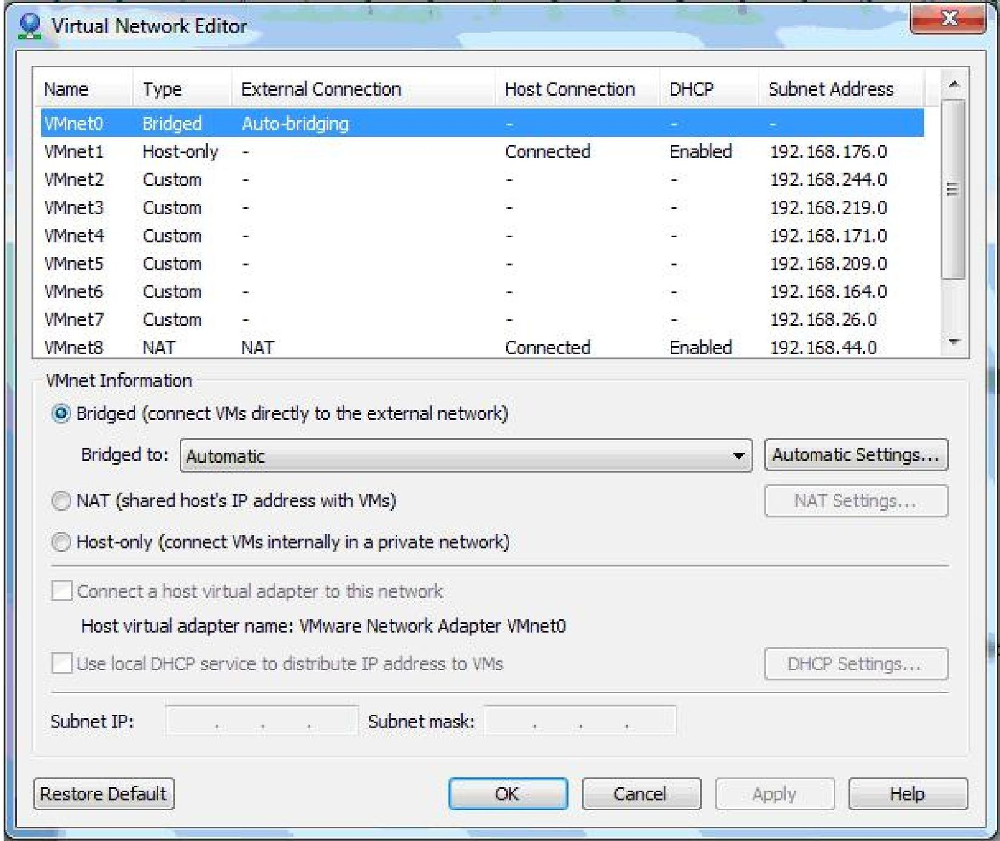 Virtual Network Editor
Name Type External Connection Host Connection DHCP Subnet Address
VMnet0 Bridged Auto-bridging - - -
VMnet1 Host-only - Connected Enabled 192.168.176.0
VMnet2 Custom - - - 192.168.244.0
VMnet3 Custom - - - 192.168.219.0
VMnet4 Custom - - - 192.168.171.0
VMnet5 Custom - - - 192.168.209.0
VMnet6 Custom - - - 192.168.164.0
VMnet7 Custom - - - 192.168.26.0
VMnet8 NAT NAT Connected Enabled 192.168.44.0
VMnet Information
Bridged (connect VMs directly to the external network)
Bridged to: Automatic Automatic Settings...
NAT (shared host's IP address with VMs) NAT Settings...
Host-only (connect VMs internally in a private network)
Connect a host virtual adapter to this network
Host virtual adapter name: VMware Network Adapter VMnet0
Use local DHCP service to distribute IP address to VMs DHCP Settings...
Subnet IP: . . . Subnet mask: . . .
Restore Default OK Cancel Apply Help